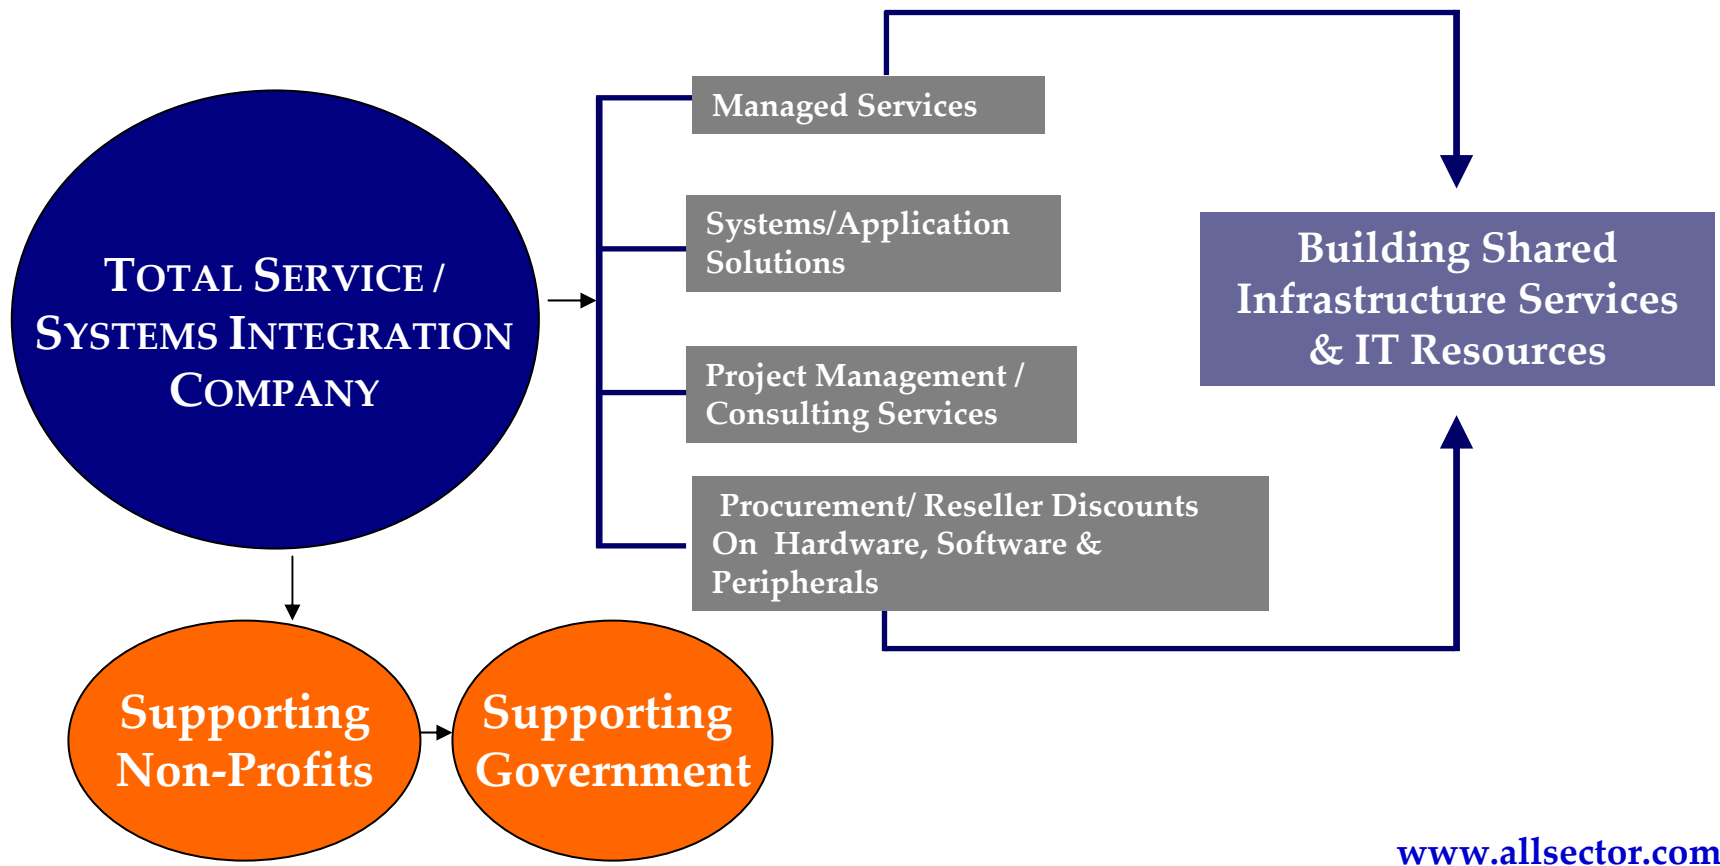 TOTAL SERVICE /
SYSTEMS INTEGRATION
COMPANY
Managed Services
Systems/Application
Solutions
Project Management /
Consulting Services
Procurement/ Reseller Discounts
On Hardware, Software &
Peripherals
Building Shared
Infrastructure Services
& IT Resources
Supporting
Non-Profits
Supporting
Government
www.allsector.com